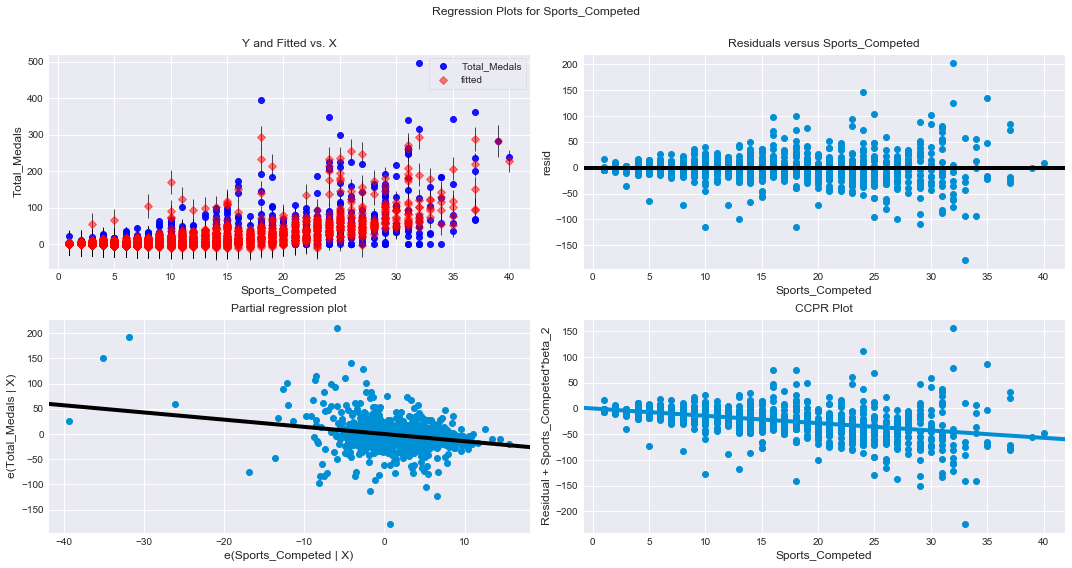 Regression Plots for Sports_Competed
Y and Fitted vs. X
Total_Medals
500
400
300
200
100
0
0 5 10 15 20 25 30 35 40
Sports_Competed
Total_Medals
fitted
Residuals versus Sports_Competed
resid
200
150
100
50
0
−50
−100
−150
0 5 10 15 20 25 30 35 40
Sports_Competed
Partial regression plot
e(Total_Medals | X)
200
150
100
50
0
−50
−100
−150
−40 −30 −20 −10 0 10
e(Sports_Competed | X)
CCPR Plot
Residual + Sports_Competed*beta_2
150
100
50
0
−50
−100
−150
−200
0 5 10 15 20 25 30 35 40
Sports_Competed